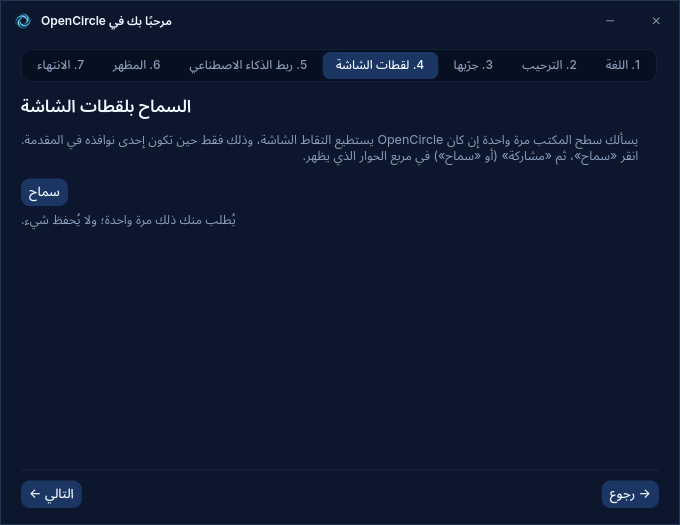 مرحبًا بك في OpenCircle
1. اللغة
2. الترحيب
3. جرّبها
4. لقطات الشاشة
5. ربط الذكاء الاصطناعي
6. المظهر
7. الانتهاء
السماح بلقطات الشاشة
يسألك سطح المكتب مرة واحدة إن كان OpenCircle يستطيع التقاط الشاشة، وذلك فقط حين تكون إحدى نوافذه في المقدمة.
انقر «سماح»، ثم «مشاركة» (أو «سماح») في مربع الحوار الذي يظهر.
سماح
يُطلب منك ذلك مرة واحدة؛ ولا يُحفظ شيء.
→ رجوع
التالي ←